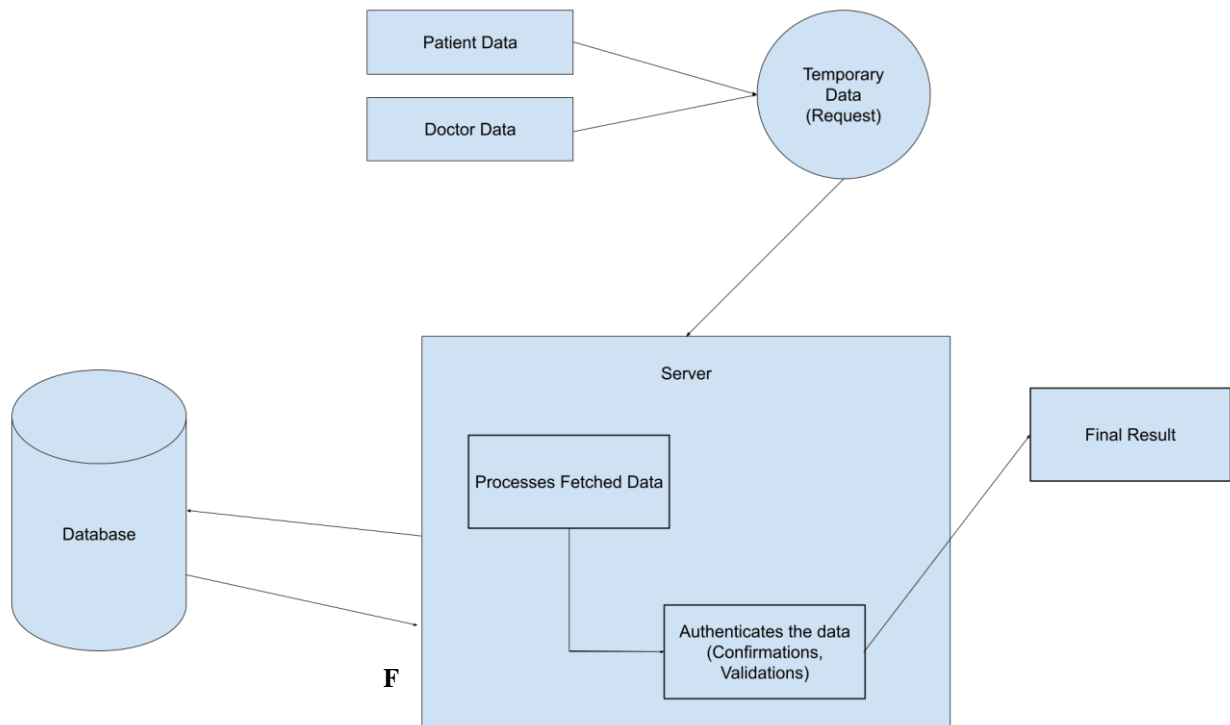 Patient Data
Doctor Data
Temporary
Data
(Request)
Server
Processes Fetched Data
Final Result
Database
Authenticates the data
(Confirmations,
Validations)
F